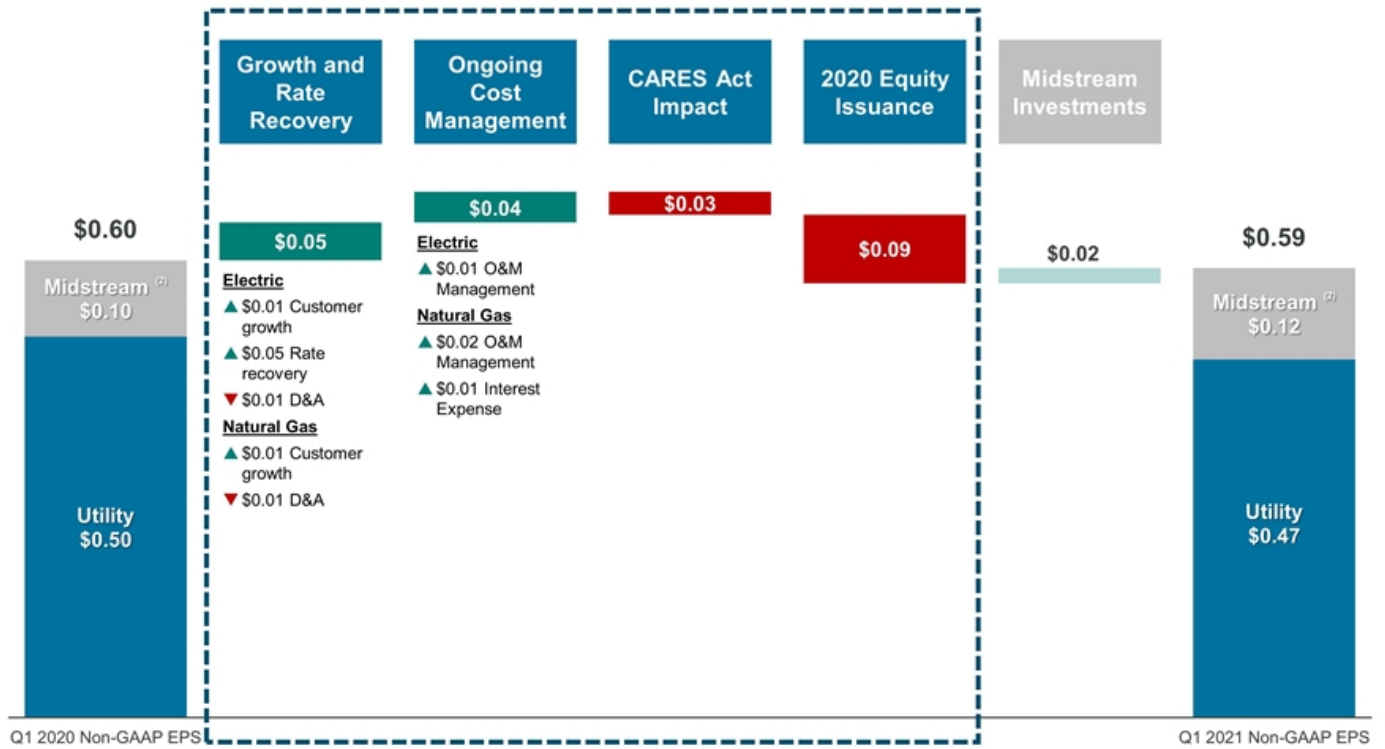 Growth and
Rate
Recovery
Ongoing
Cost
Management
CARES Act
Impact
2020 Equity
Issuance
Midstream
Investments
$0.60
Midstream (2)
$0.10
Utility
$0.50
Q1 2020 Non-GAAP EPS
$0.05
Electric
▲ $0.01 Customer
growth
▲ $0.05 Rate
recovery
▼ $0.01 D&A
Natural Gas
▲ $0.01 Customer
growth
▼ $0.01 D&A
$0.04
Electric
▲ $0.01 O&M
Management
Natural Gas
▲ $0.02 O&M
Management
▲ $0.01 Interest
Expense
$0.03
$0.09
$0.02
$0.59
Midstream (2)
$0.12
Utility
$0.47
Q1 2021 Non-GAAP EPS